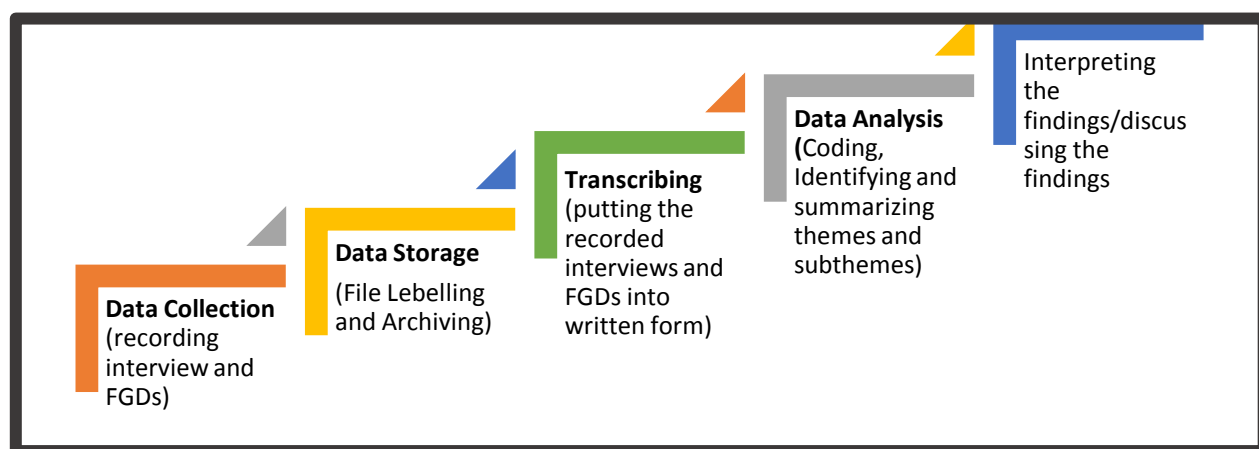 Data Collection
(recording
interview and
FGDs)
Data Storage
(File Lebelling
and Archiving)
Transcribing
(putting the
recorded
interviews and
FGDs into
written form)
Data Analysis
(Coding,
Identifying and
summarizing
themes and
subthemes)
Interpreting
the
findings/discus
sing the
findings